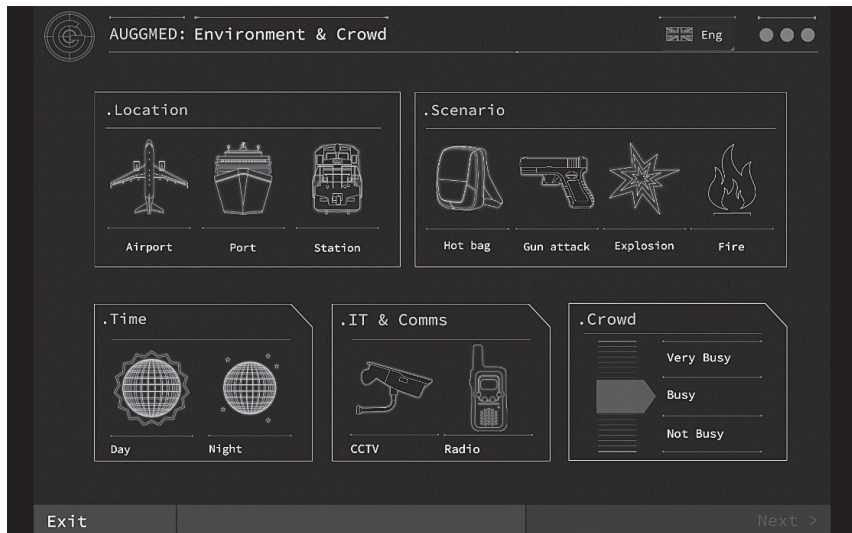 AUGGMED: Environment & Crowd
Eng
.Location
Airport
Port
Station
.Scenario
Hot bag
Gun attack
Explosion
Fire
.Time
Day
Night
.IT & Comms
CCTV
Radio
.Crowd
Very Busy
Busy
Not Busy
Exit
Next >